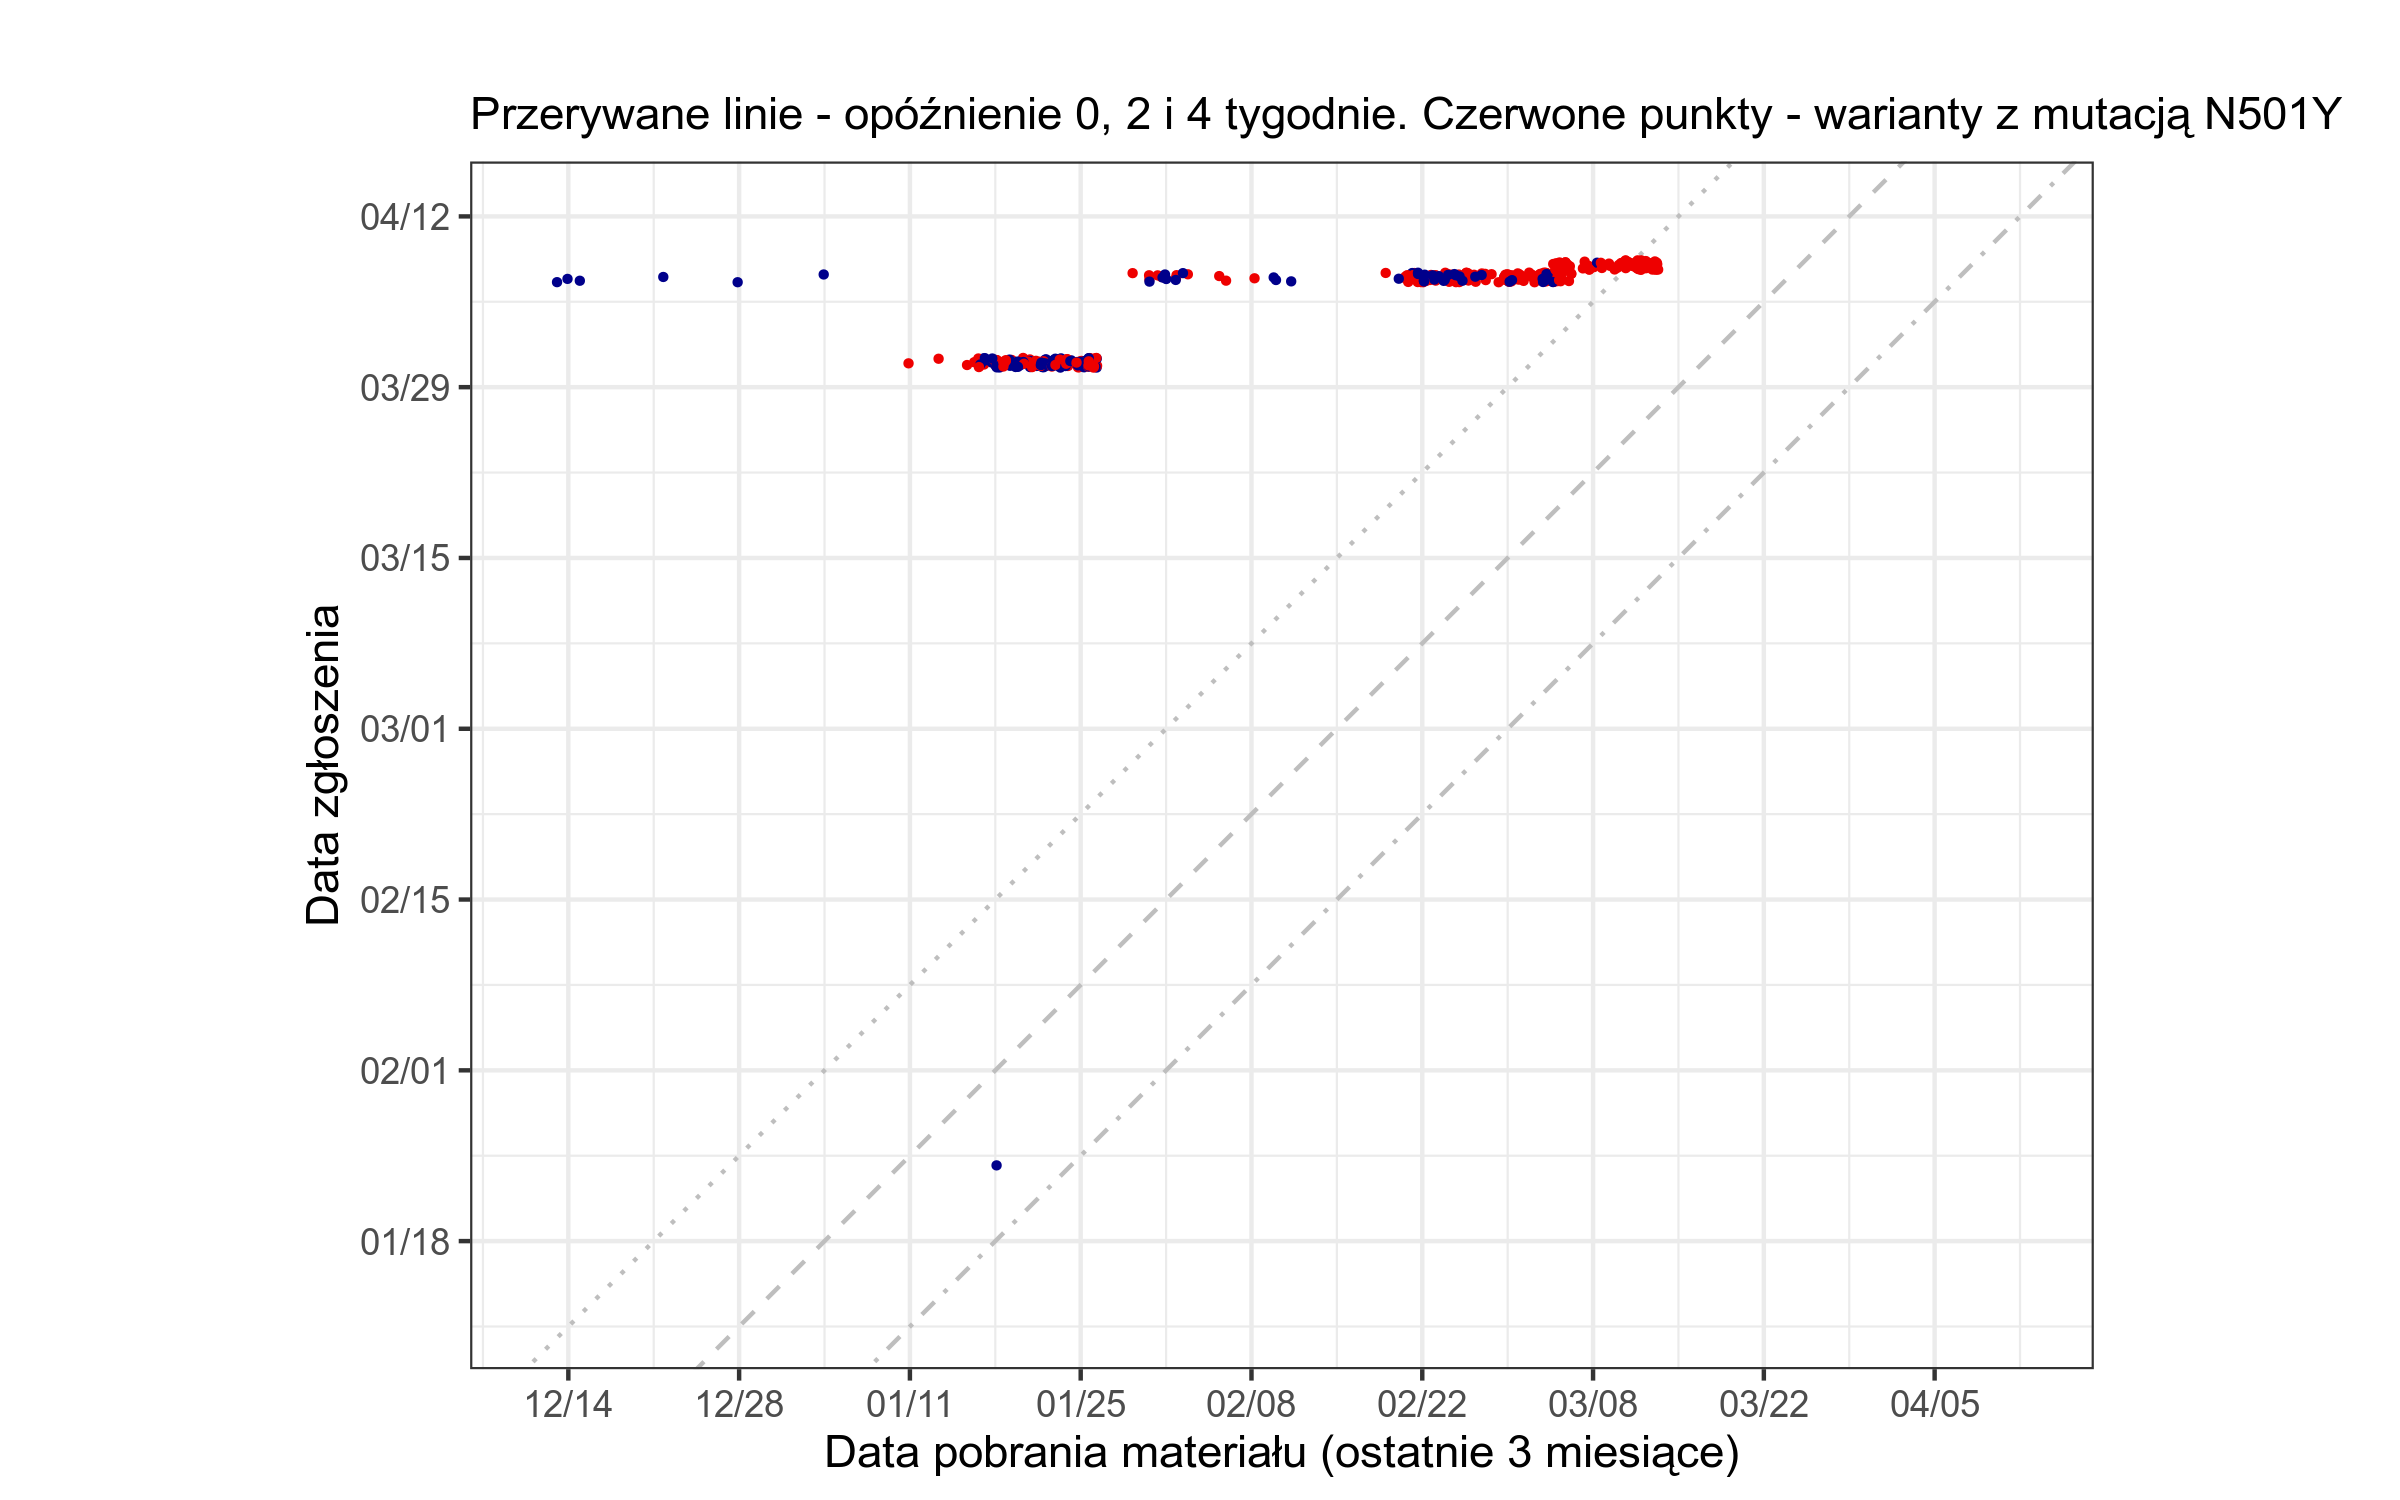 Przerywane linie - opóźnienie 0, 2 i 4 tygodnie. Czerwone punkty - warianty z mutacją N501Y
04/12
03/29
03/15
03/01
02/15
02/01
01/18
Data zgłoszenia
12/14 12/28 01/11 01/25 02/08 02/22 03/08 03/22 04/05
Data pobrania materiału (ostatnie 3 miesiące)